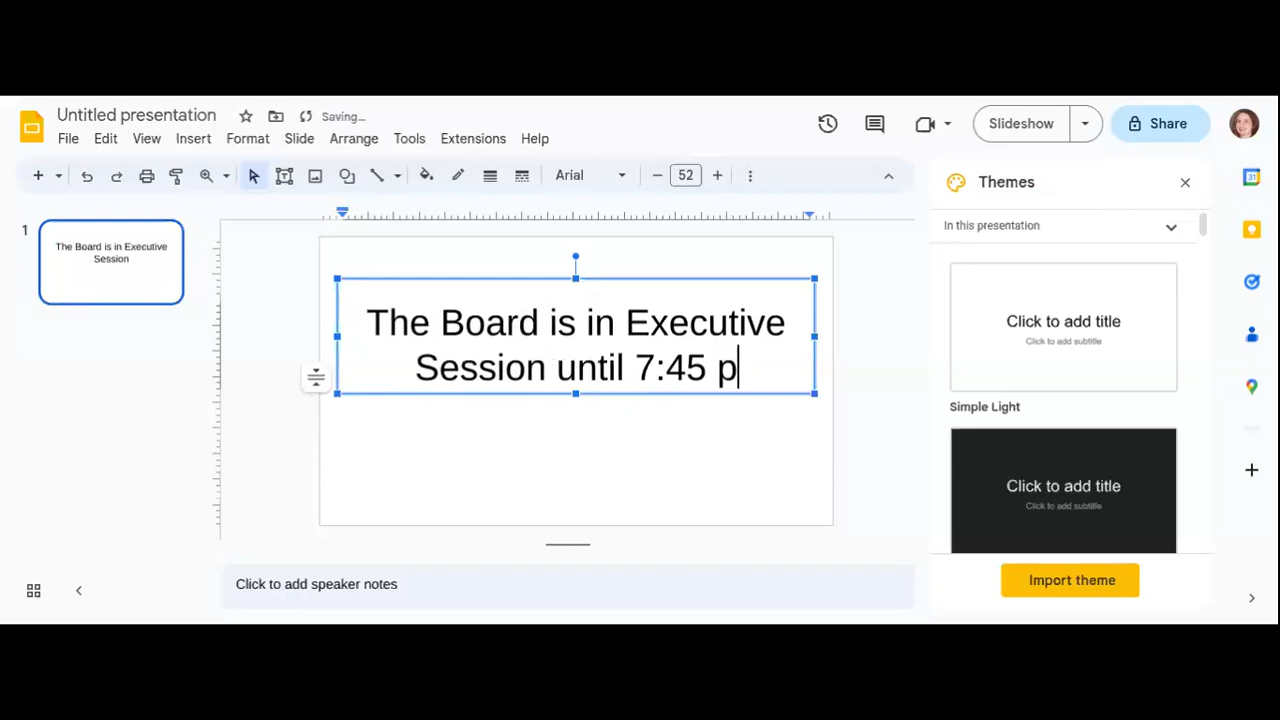 Untitled presentation
Saving...
File Edit View Insert Format Slide Arrange Tools Extensions Help
Slideshow
Share
Arial
52
31
Themes
In this presentation
1
The Board is in Executive
Session
The Board is in Executive
Session until 7:45 p
Click to add title
Click to add subtitle
Simple Light
Click to add title
Click to add subtitle
Import theme
Click to add speaker notes